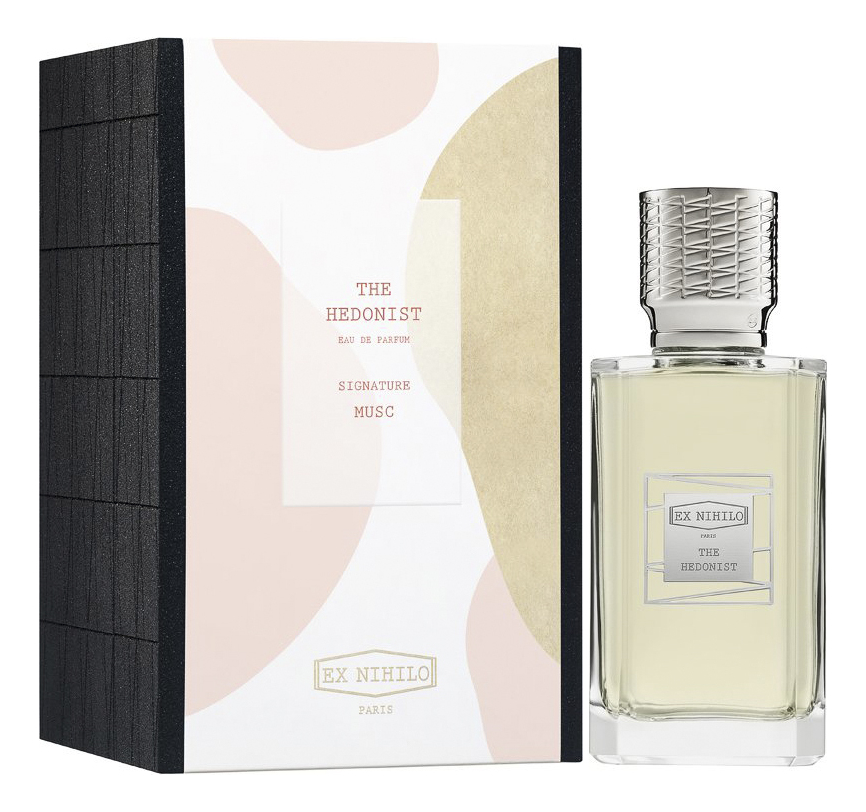 THE
HEDONIST
EAU DE PARFUM
SIGNATURE
MUSC
EX NIHILO
PARIS
EX NIHILO
PARIS
THE
HEDONIST